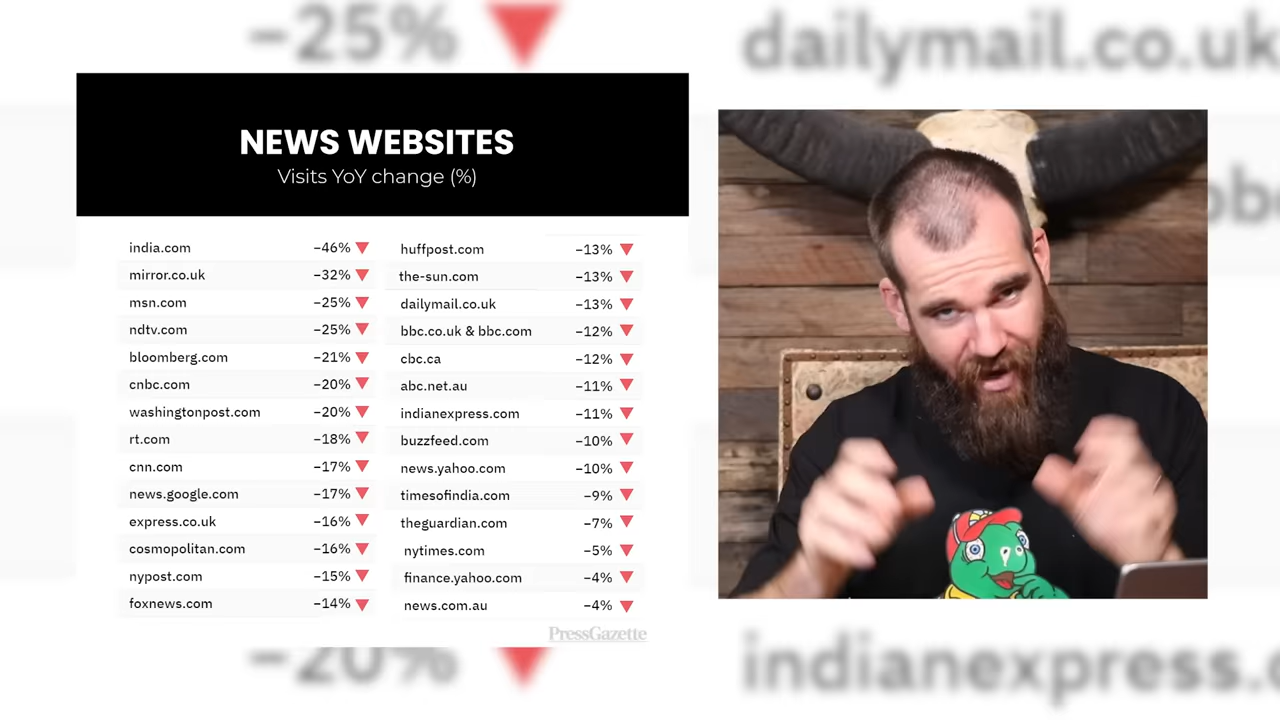 −25%
dailymail.co.uk
NEWS WEBSITES
Visits YoY change (%)
india.com −46%
mirror.co.uk −32%
msn.com −25%
ndtv.com −25%
bloomberg.com −21%
cnbc.com −20%
washingtonpost.com −20%
rt.com −18%
cnn.com −17%
news.google.com −17%
express.co.uk −16%
cosmopolitan.com −16%
nypost.com −15%
foxnews.com −14%
huffpost.com −13%
the-sun.com −13%
dailymail.co.uk −13%
bbc.co.uk & bbc.com −12%
cbc.ca −12%
abc.net.au −11%
indianexpress.com −11%
buzzfeed.com −10%
news.yahoo.com −10%
timesofindia.com −9%
theguardian.com −7%
nytimes.com −5%
finance.yahoo.com −4%
news.com.au −4%
PressGazette
−20%
indianexpress.c